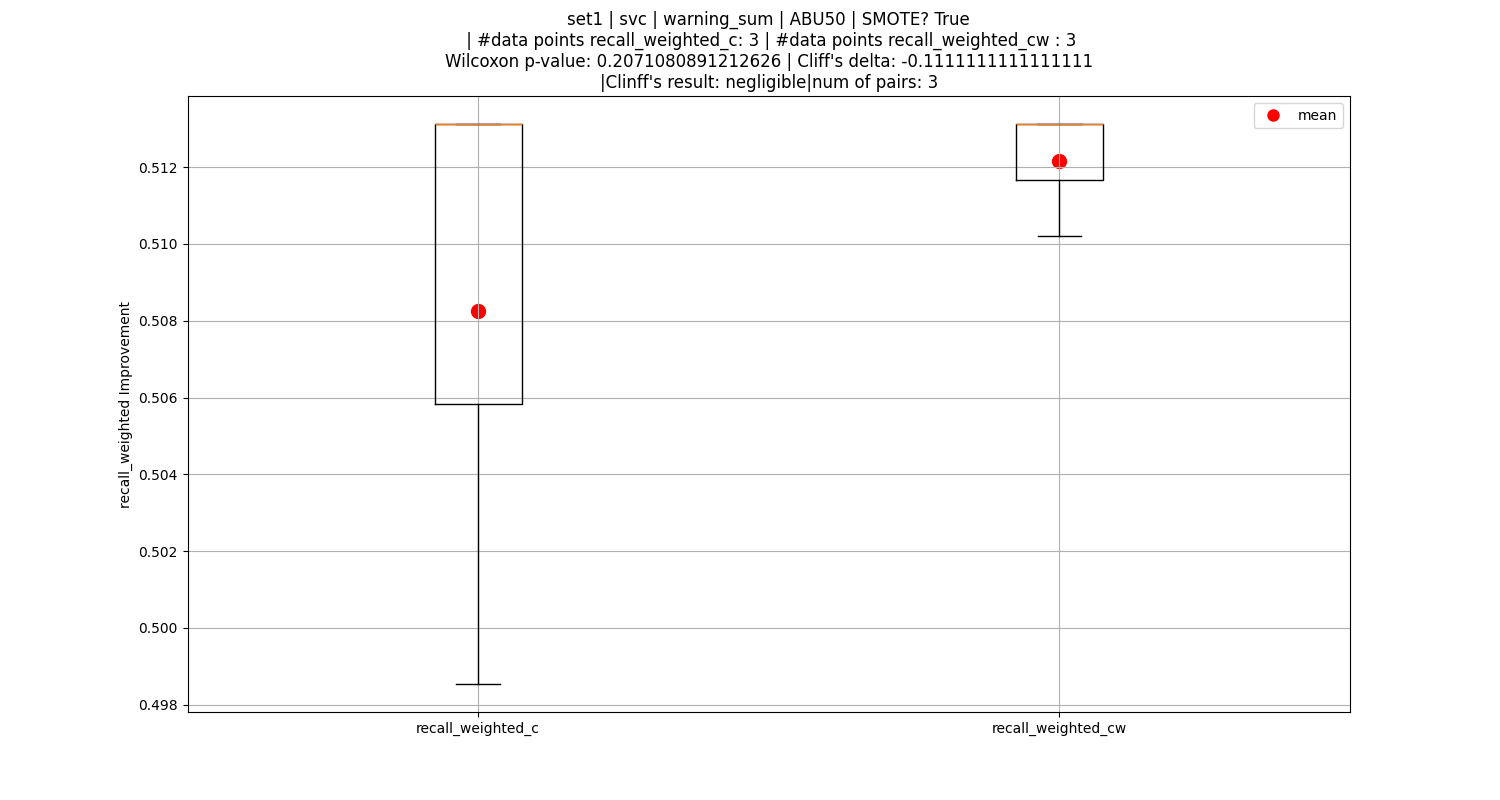 set1 | svc | warning_sum | ABU50 | SMOTE? True
| #data points recall_weighted_c: 3 | #data points recall_weighted_cw : 3
Wilcoxon p-value: 0.2071080891212626 | Cliff's delta: -0.1111111111111111
|Clinff's result: negligible|num of pairs: 3
mean
0.512
0.510
0.508
0.506
0.504
0.502
0.500
0.498
recall_weighted Improvement
recall_weighted_c
recall_weighted_cw